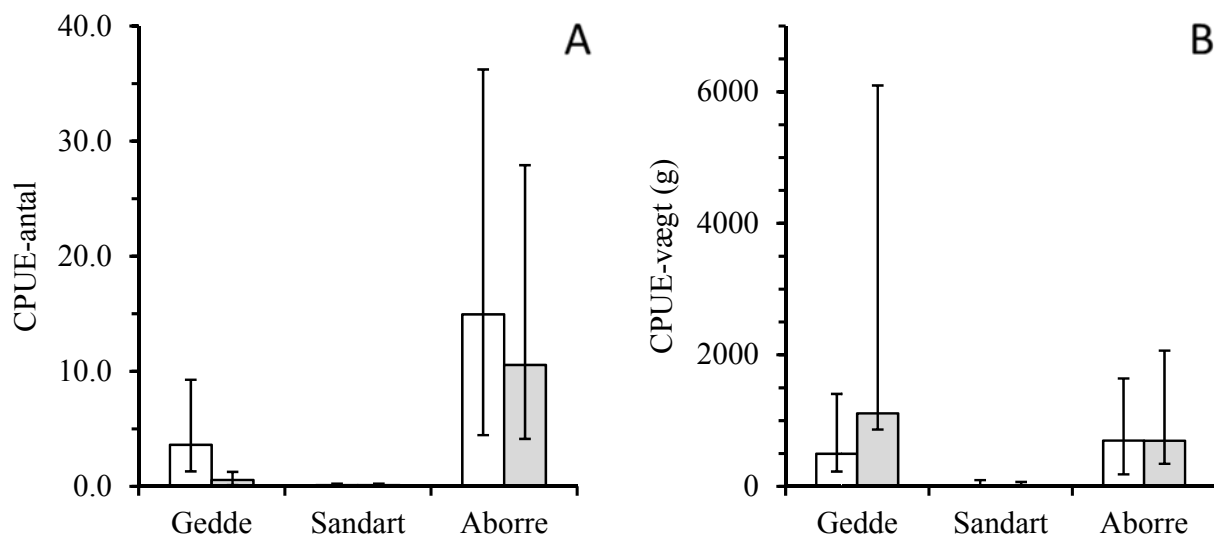 A
CPUE-antal
40.0
30.0
20.0
10.0
0.0
Gedde Sandart Aborre
B
CPUE-vægt (g)
6000
4000
2000
0
Gedde Sandart Aborre